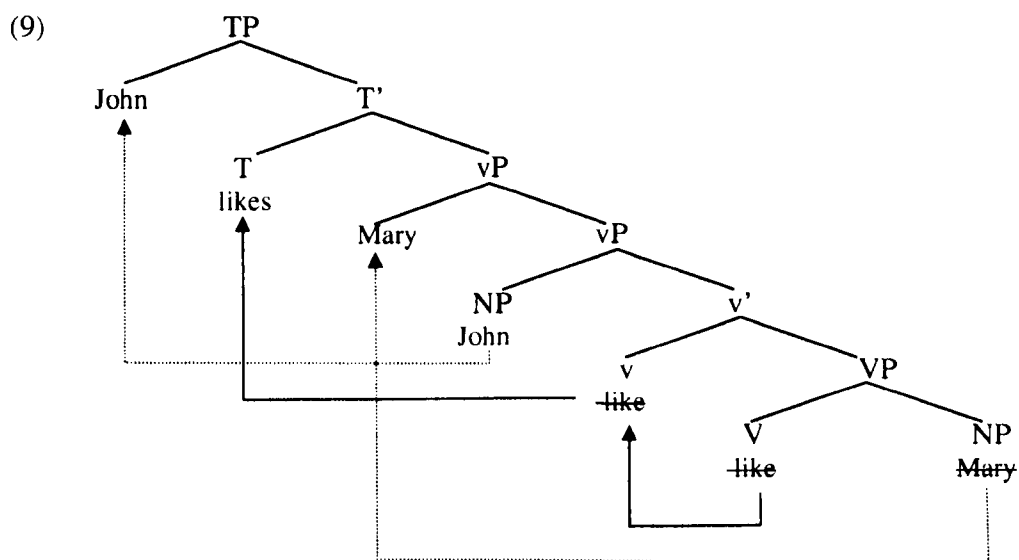 (9) TP
John T'
T vP
likes
Mary vP
NP v'
John
v VP
~~like~~
V NP
~~like~~ ~~Mary~~